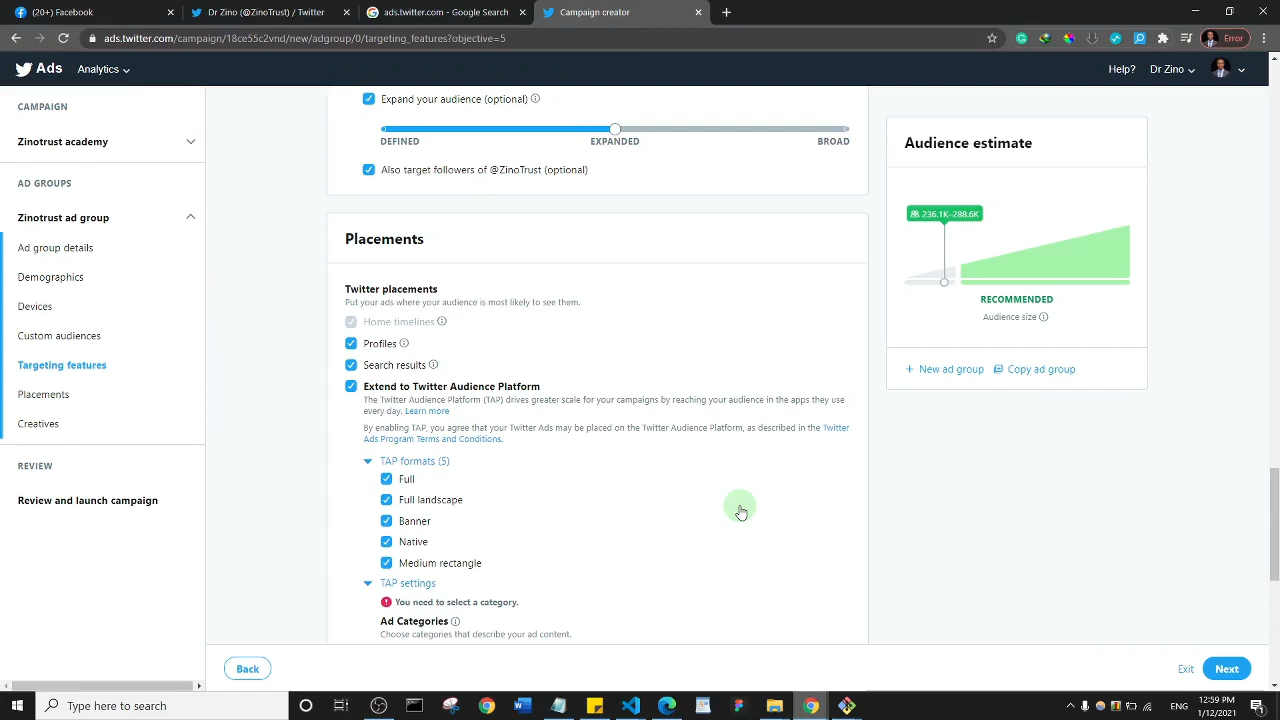 (20+) Facebook
Dr Zino (@ZinoTrust) / Twitter
ads.twitter.com - Google Search
Campaign creator
ads.twitter.com/campaign/18ce55c2vnd/new/adgroup/0/targeting_features?objective=5
Error
Ads
Analytics
Help?
Dr Zino
CAMPAIGN
Zinotrust academy
AD GROUPS
Zinotrust ad group
Ad group details
Demographics
Devices
Custom audiences
Targeting features
Placements
Creatives
REVIEW
Review and launch campaign
Expand your audience (optional)
DEFINED EXPANDED BROAD
Also target followers of @ZinoTrust (optional)
Placements
Twitter placements
Put your ads where your audience is most likely to see them.
Home timelines
Profiles
Search results
Extend to Twitter Audience Platform
The Twitter Audience Platform (TAP) drives greater scale for your campaigns by reaching your audience in the apps they use
every day. Learn more
By enabling TAP, you agree that your Twitter Ads may be placed on the Twitter Audience Platform, as described in the Twitter
Ads Program Terms and Conditions.
TAP formats (5)
Full
Full landscape
Banner
Native
Medium rectangle
TAP settings
You need to select a category.
Ad Categories
Choose categories that describe your ad content.
Audience estimate
236.1K–288.6K
RECOMMENDED
Audience size
+ New ad group
Copy ad group
Back
Exit
Next
Type here to search
ENG
12:59 PM
1/12/2021